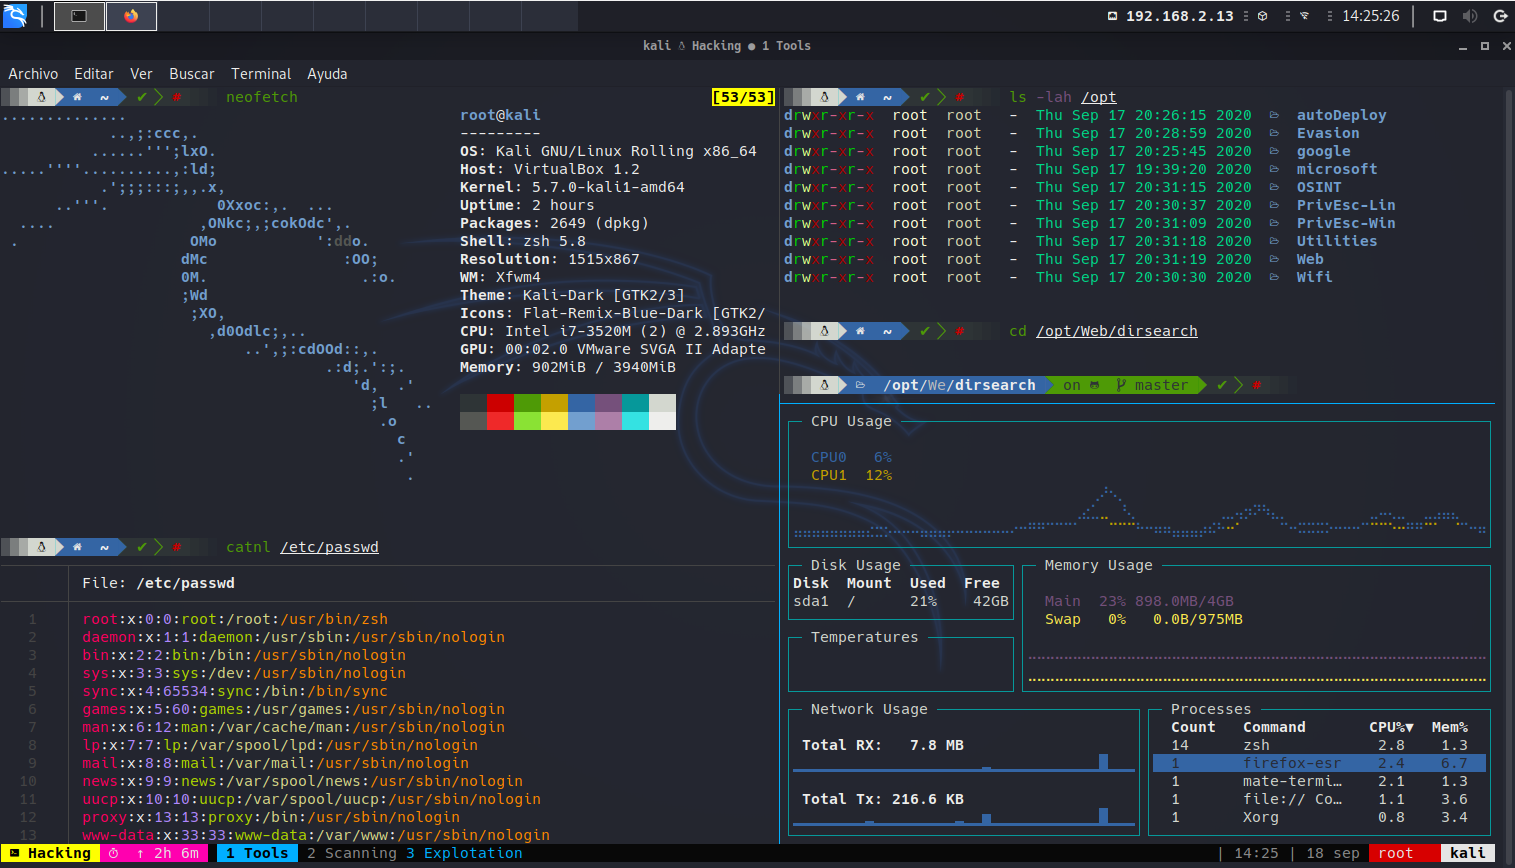 192.168.2.13 14:25:26
kali Hacking ● 1 Tools
Archivo Editar Ver Buscar Terminal Ayuda
~ ✔ # neofetch [53/53]
root@kali
---------
OS: Kali GNU/Linux Rolling x86_64
Host: VirtualBox 1.2
Kernel: 5.7.0-kali1-amd64
Uptime: 2 hours
Packages: 2649 (dpkg)
Shell: zsh 5.8
Resolution: 1515x867
WM: Xfwm4
Theme: Kali-Dark [GTK2/3]
Icons: Flat-Remix-Blue-Dark [GTK2/
CPU: Intel i7-3520M (2) @ 2.893GHz
GPU: 00:02.0 VMware SVGA II Adapte
Memory: 902MiB / 3940MiB
..............
..,;:ccc,.
......''';lxO.
.....''''..........,:ld;
.';;;:::;,,.x,
..'''. 0Xxoc:,. ...
.... ,ONkc;,;cokOdc',.
. OMo ':ddo.
dMc :OO;
0M. .:o.
;Wd
;XO,
,d0Odlc;,..
..',;:cdOOd::,.
.:d;.':;.
'd, .'
;l ..
.o
c
.'
.
~ ✔ # catnl /etc/passwd
File: /etc/passwd
1 root:x:0:0:root:/root:/usr/bin/zsh
2 daemon:x:1:1:daemon:/usr/sbin:/usr/sbin/nologin
3 bin:x:2:2:bin:/bin:/usr/sbin/nologin
4 sys:x:3:3:sys:/dev:/usr/sbin/nologin
5 sync:x:4:65534:sync:/bin:/bin/sync
6 games:x:5:60:games:/usr/games:/usr/sbin/nologin
7 man:x:6:12:man:/var/cache/man:/usr/sbin/nologin
8 lp:x:7:7:lp:/var/spool/lpd:/usr/sbin/nologin
9 mail:x:8:8:mail:/var/mail:/usr/sbin/nologin
10 news:x:9:9:news:/var/spool/news:/usr/sbin/nologin
11 uucp:x:10:10:uucp:/var/spool/uucp:/usr/sbin/nologin
12 proxy:x:13:13:proxy:/bin:/usr/sbin/nologin
13 www-data:x:33:33:www-data:/var/www:/usr/sbin/nologin
~ ✔ # ls -lah /opt
drwxr-xr-x root root - Thu Sep 17 20:26:15 2020 autoDeploy
drwxr-xr-x root root - Thu Sep 17 20:28:59 2020 Evasion
drwxr-xr-x root root - Thu Sep 17 20:25:45 2020 google
drwxr-xr-x root root - Thu Sep 17 19:39:20 2020 microsoft
drwxr-xr-x root root - Thu Sep 17 20:31:15 2020 OSINT
drwxr-xr-x root root - Thu Sep 17 20:30:37 2020 PrivEsc-Lin
drwxr-xr-x root root - Thu Sep 17 20:31:09 2020 PrivEsc-Win
drwxr-xr-x root root - Thu Sep 17 20:31:18 2020 Utilities
drwxr-xr-x root root - Thu Sep 17 20:31:19 2020 Web
drwxr-xr-x root root - Thu Sep 17 20:30:30 2020 Wifi
~ ✔ # cd /opt/Web/dirsearch
/opt/We/dirsearch on master ✔ #
CPU Usage
CPU0 6%
CPU1 12%
Disk Usage
Disk Mount Used Free
sda1 / 21% 42GB
Temperatures
Memory Usage
Main 23% 898.0MB/4GB
Swap 0% 0.0B/975MB
Network Usage
Total RX: 7.8 MB
Total Tx: 216.6 KB
Processes
Count Command CPU%▼ Mem%
14 zsh 2.8 1.3
1 firefox-esr 2.4 6.7
1 mate-termi… 2.1 1.3
1 file:// Co… 1.1 3.6
1 Xorg 0.8 3.4
Hacking ↑ 2h 6m 1 Tools 2 Scanning 3 Explotation | 14:25 | 18 sep root kali